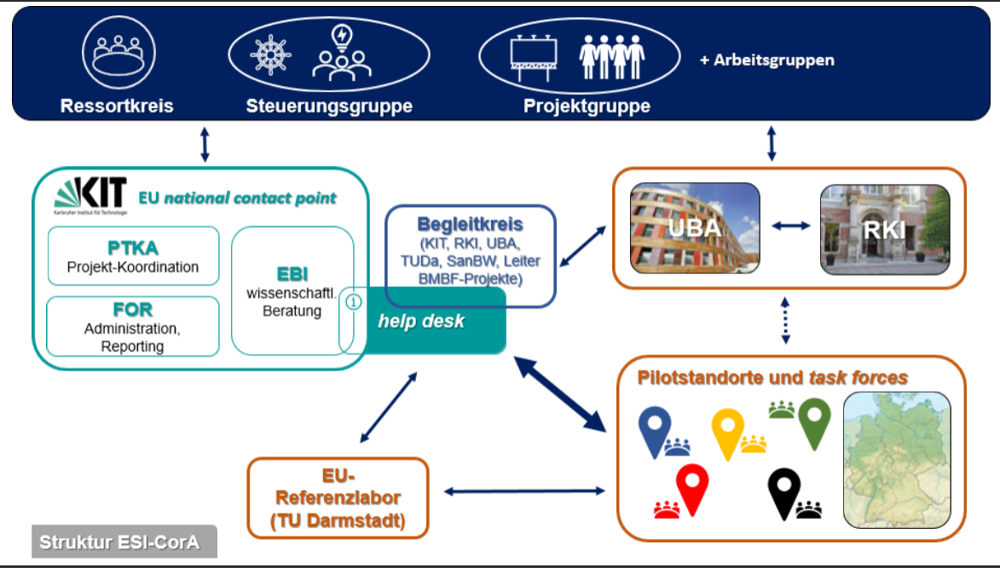 Ressortkreis
Steuerungsgruppe
Projektgruppe
+ Arbeitsgruppen
KIT
Karlsruher Institut für Technologie
EU national contact point
PTKA
Projekt-Koordination
FOR
Administration,
Reporting
EBI
wissenschaftl.
Beratung
i
help desk
Begleitkreis
(KIT, RKI, UBA,
TUDa, SanBW, Leiter
BMBF-Projekte)
UBA
RKI
Pilotstandorte und task forces
EU-
Referenzlabor
(TU Darmstadt)
Struktur ESI-CorA